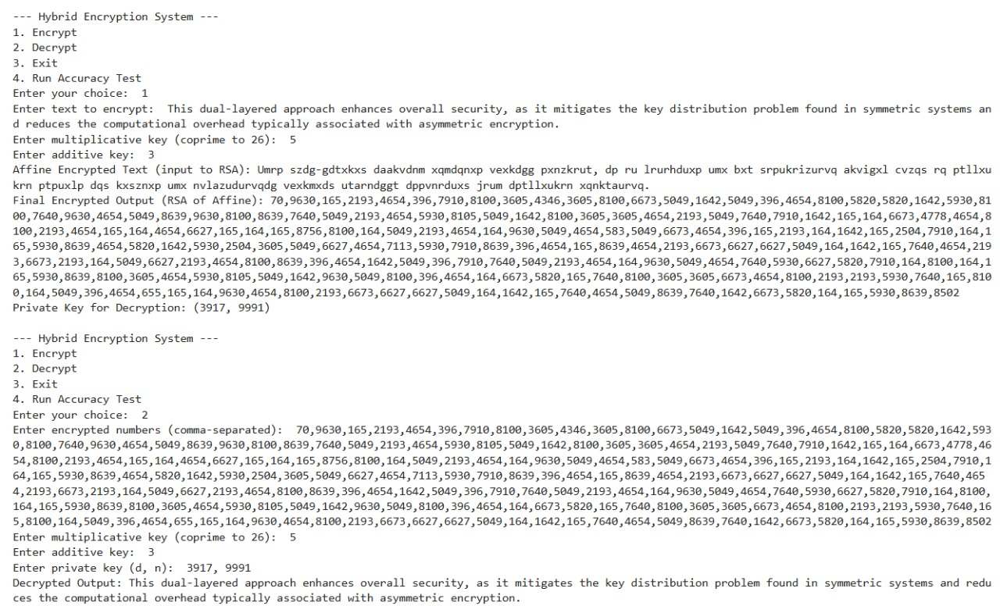 --- Hybrid Encryption System ---
1. Encrypt
2. Decrypt
3. Exit
4. Run Accuracy Test
Enter your choice:  1
Enter text to encrypt:  This dual-layered approach enhances overall security, as it mitigates the key distribution problem found in symmetric systems an
d reduces the computational overhead typically associated with asymmetric encryption.
Enter multiplicative key (coprime to 26):  5
Enter additive key:  3
Affine Encrypted Text (input to RSA): Umrp szdg-gdtxkxs daakvdnm xqmdqnxp vexkdgg pxnzkrut, dp ru lrurhduxp umx bxt srpukrizurvq akvigxl cvzqs rq ptllxu
krn ptpuxlp dqs kxsznxp umx nvlazudurvqdg vexkmxds utarndggt dppvnrduxs jrum dptllxukrn xqnktaurvq.
Final Encrypted Output (RSA of Affine): 70,9630,165,2193,4654,396,7910,8100,3605,4346,3605,8100,6673,5049,1642,5049,396,4654,8100,5820,5820,1642,5930,81
00,7640,9630,4654,5049,8639,9630,8100,8639,7640,5049,2193,4654,5930,8105,5049,1642,8100,3605,3605,4654,2193,5049,7640,7910,1642,165,164,6673,4778,4654,8
100,2193,4654,165,164,4654,6627,165,164,165,8756,8100,164,5049,2193,4654,164,9630,5049,4654,583,5049,6673,4654,396,165,2193,164,1642,165,2504,7910,164,1
65,5930,8639,4654,5820,1642,5930,2504,3605,5049,6627,4654,7113,5930,7910,8639,396,4654,165,8639,4654,2193,6673,6627,6627,5049,164,1642,165,7640,4654,219
3,6673,2193,164,5049,6627,2193,4654,8100,8639,396,4654,1642,5049,396,7910,7640,5049,2193,4654,164,9630,5049,4654,7640,5930,6627,5820,7910,164,8100,164,1
65,5930,8639,8100,3605,4654,5930,8105,5049,1642,9630,5049,8100,396,4654,164,6673,5820,165,7640,8100,3605,3605,6673,4654,8100,2193,2193,5930,7640,165,810
0,164,5049,396,4654,655,165,164,9630,4654,8100,2193,6673,6627,6627,5049,164,1642,165,7640,4654,5049,8639,7640,1642,6673,5820,164,165,5930,8639,8502
Private Key for Decryption: (3917, 9991)
--- Hybrid Encryption System ---
1. Encrypt
2. Decrypt
3. Exit
4. Run Accuracy Test
Enter your choice:  2
Enter encrypted numbers (comma-separated):  70,9630,165,2193,4654,396,7910,8100,3605,4346,3605,8100,6673,5049,1642,5049,396,4654,8100,5820,5820,1642,593
0,8100,7640,9630,4654,5049,8639,9630,8100,8639,7640,5049,2193,4654,5930,8105,5049,1642,8100,3605,3605,4654,2193,5049,7640,7910,1642,165,164,6673,4778,46
54,8100,2193,4654,165,164,4654,6627,165,164,165,8756,8100,164,5049,2193,4654,164,9630,5049,4654,583,5049,6673,4654,396,165,2193,164,1642,165,2504,7910,1
64,165,5930,8639,4654,5820,1642,5930,2504,3605,5049,6627,4654,7113,5930,7910,8639,396,4654,165,8639,4654,2193,6673,6627,6627,5049,164,1642,165,7640,465
4,2193,6673,2193,164,5049,6627,2193,4654,8100,8639,396,4654,1642,5049,396,7910,7640,5049,2193,4654,164,9630,5049,4654,7640,5930,6627,5820,7910,164,8100,
164,165,5930,8639,8100,3605,4654,5930,8105,5049,1642,9630,5049,8100,396,4654,164,6673,5820,165,7640,8100,3605,3605,6673,4654,8100,2193,2193,5930,7640,16
5,8100,164,5049,396,4654,655,165,164,9630,4654,8100,2193,6673,6627,6627,5049,164,1642,165,7640,4654,5049,8639,7640,1642,6673,5820,164,165,5930,8639,8502
Enter multiplicative key (coprime to 26):  5
Enter additive key:  3
Enter private key (d, n):  3917, 9991
Decrypted Output: This dual-layered approach enhances overall security, as it mitigates the key distribution problem found in symmetric systems and redu
ces the computational overhead typically associated with asymmetric encryption.